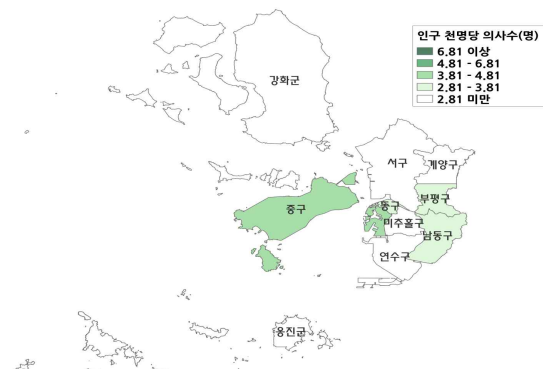 인구 천명당 의사수(명)
6.81 이상
4.81 - 6.81
3.81 - 4.81
2.81 - 3.81
2.81 미만
강화군
서구
계양구
부평구
중구
동구
미추홀구
남동구
연수구
옹진군